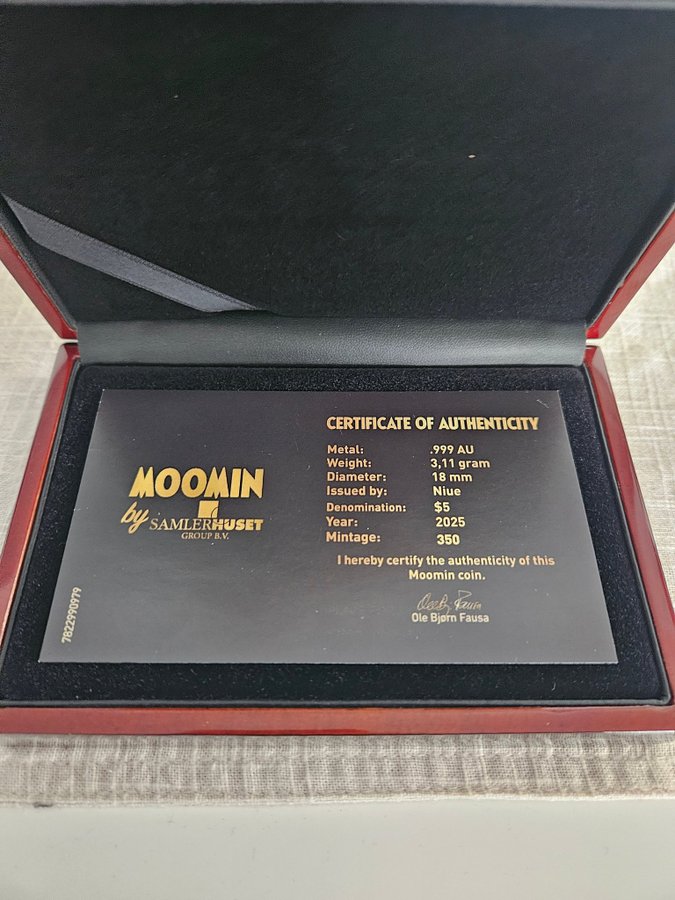 MOOMIN
by SAMLERHUSET
GROUP B.V.
7822990979
CERTIFICATE OF AUTHENTICITY
Metal: .999 AU
Weight: 3,11 gram
Diameter: 18 mm
Issued by: Niue
Denomination: $5
Year: 2025
Mintage: 350
I hereby certify the authenticity of this
Moomin coin.
Ole Bjørn Fausa